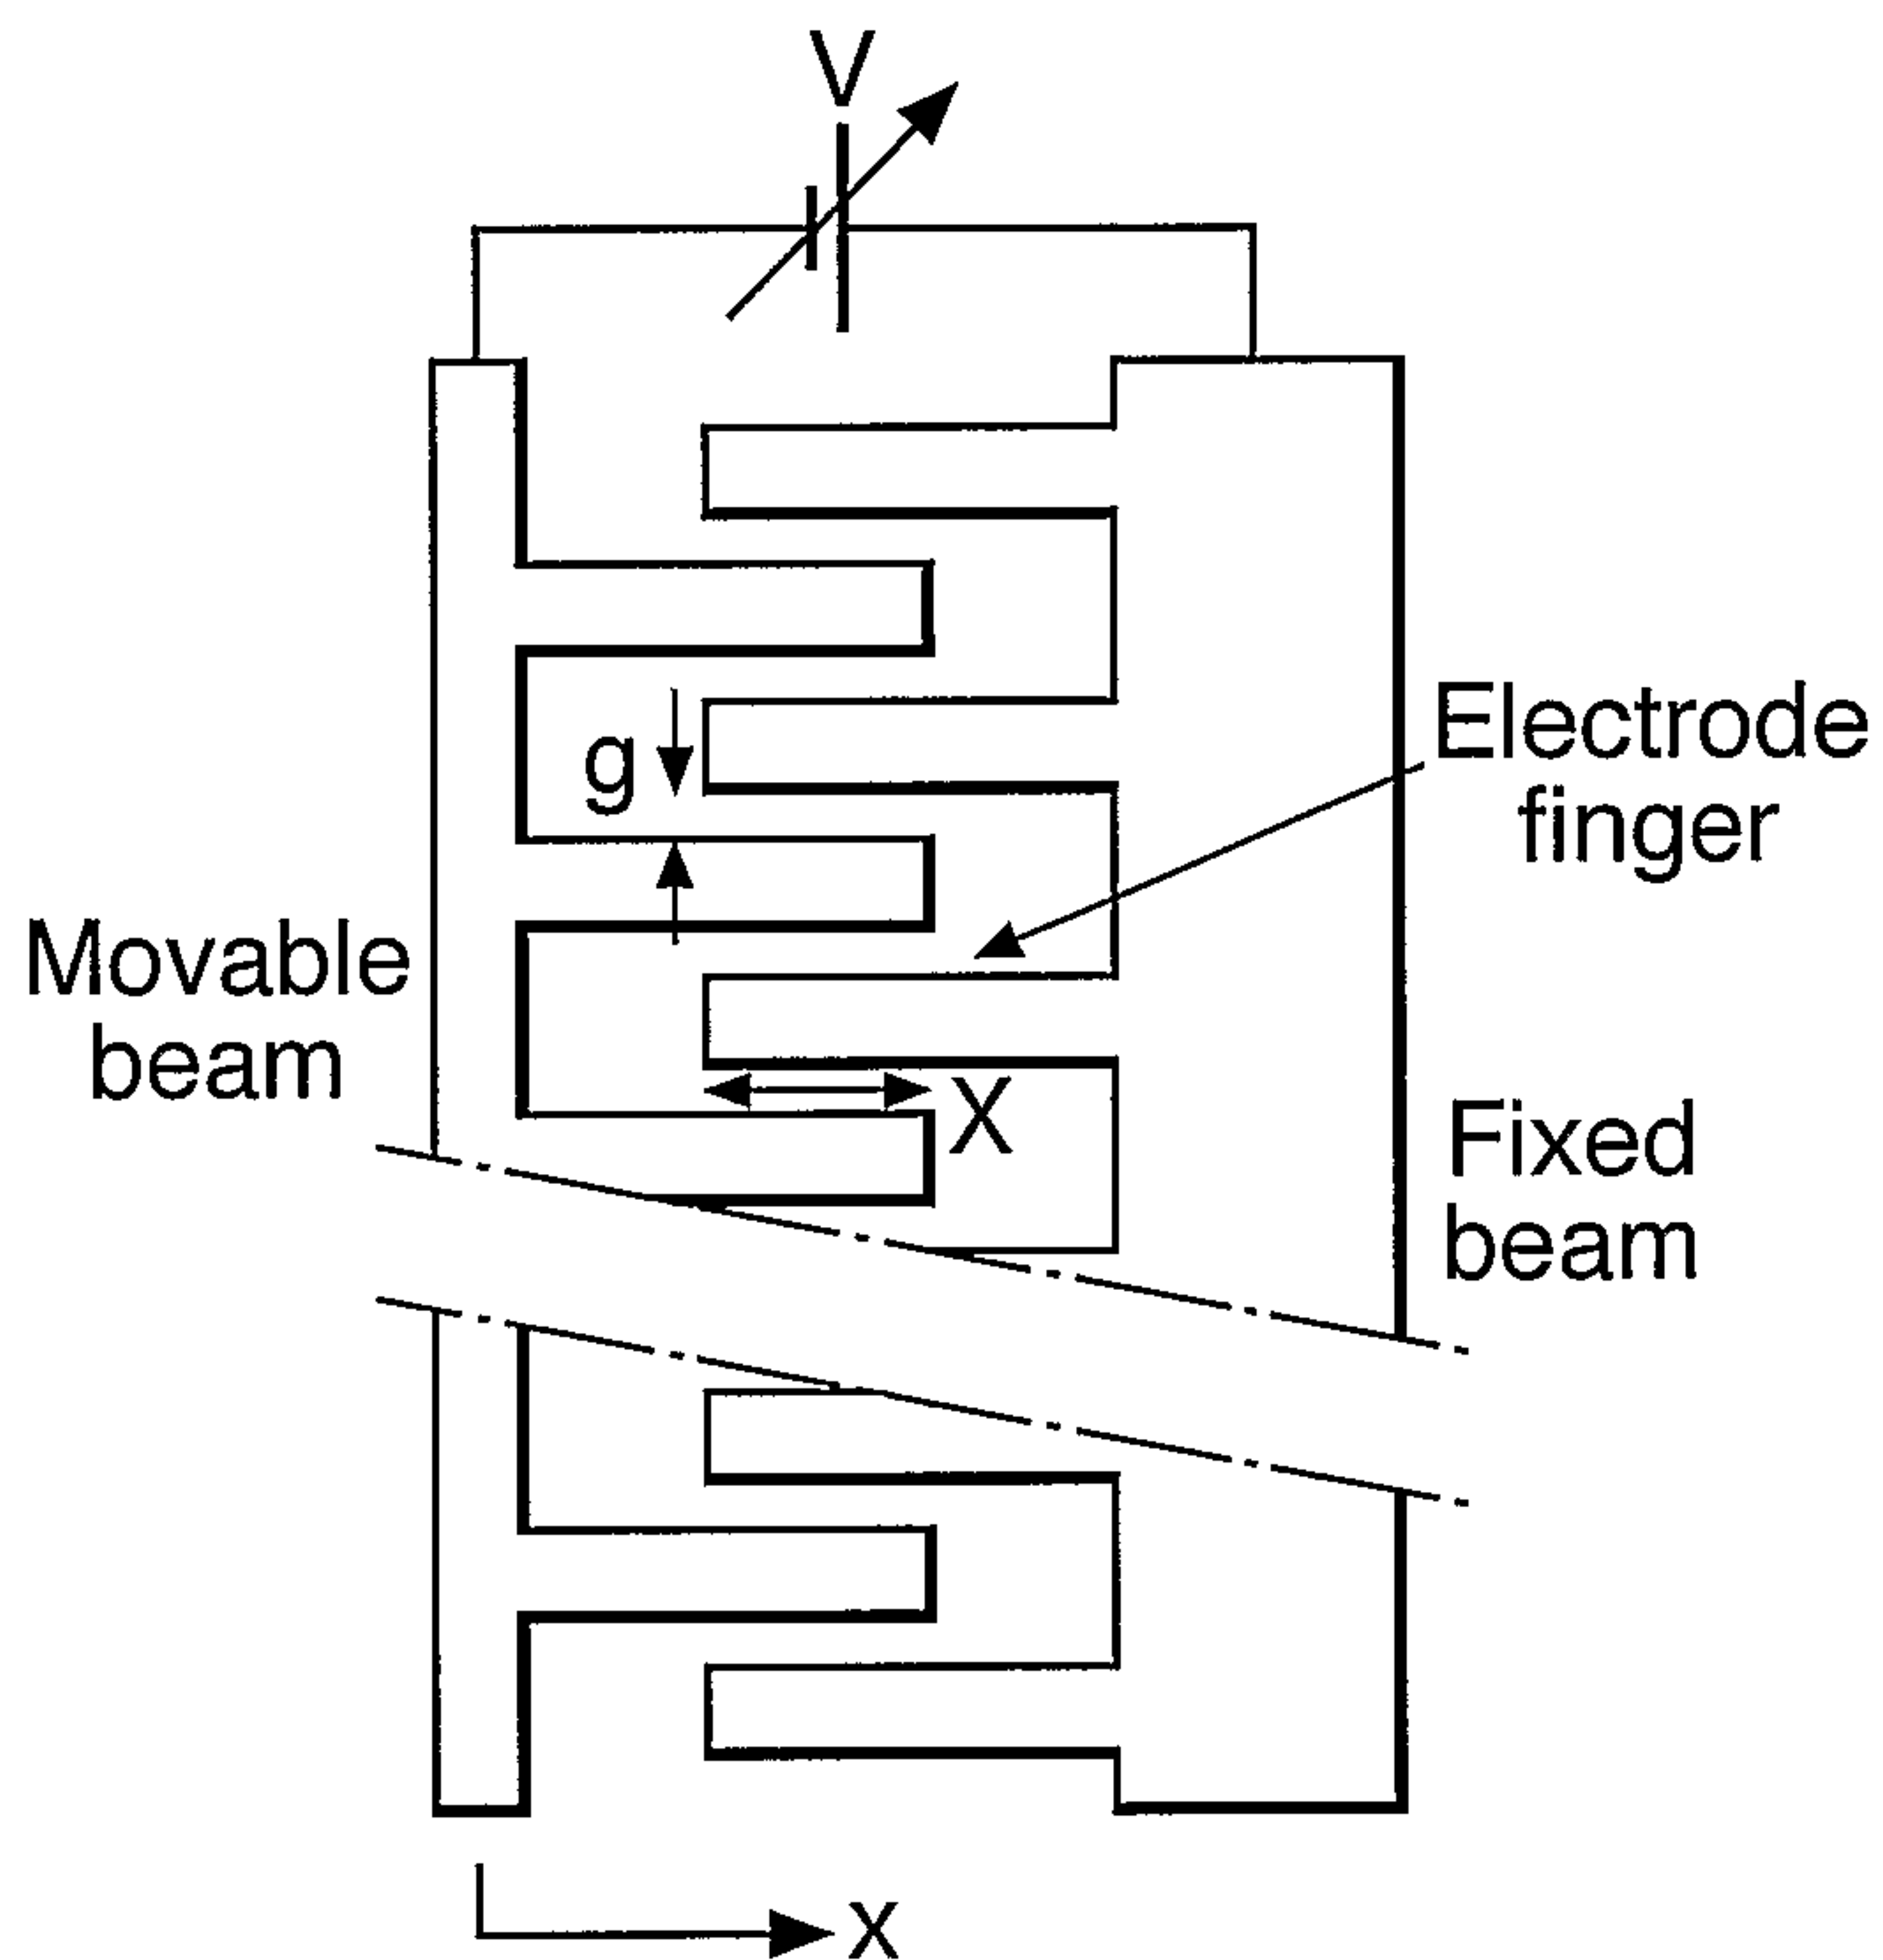 V
Electrode
finger
g
Movable
beam
X
Fixed
beam
x